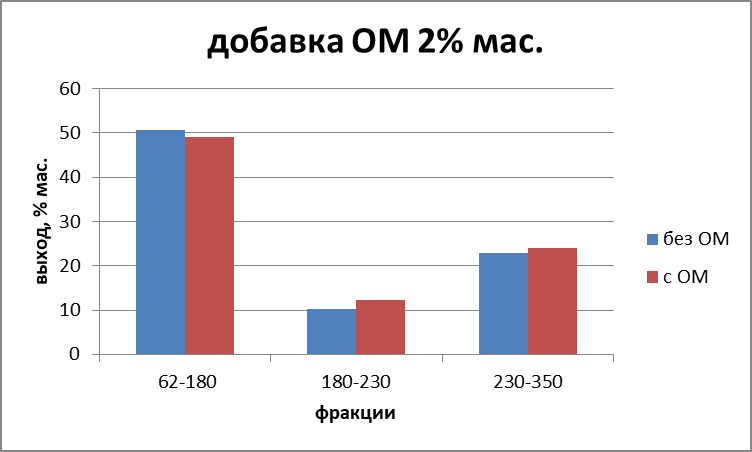 добавка ОМ 2% мас.
60
50
40
30
20
10
0
выход, % мас.
62-180
180-230
230-350
фракции
без ОМ
с ОМ